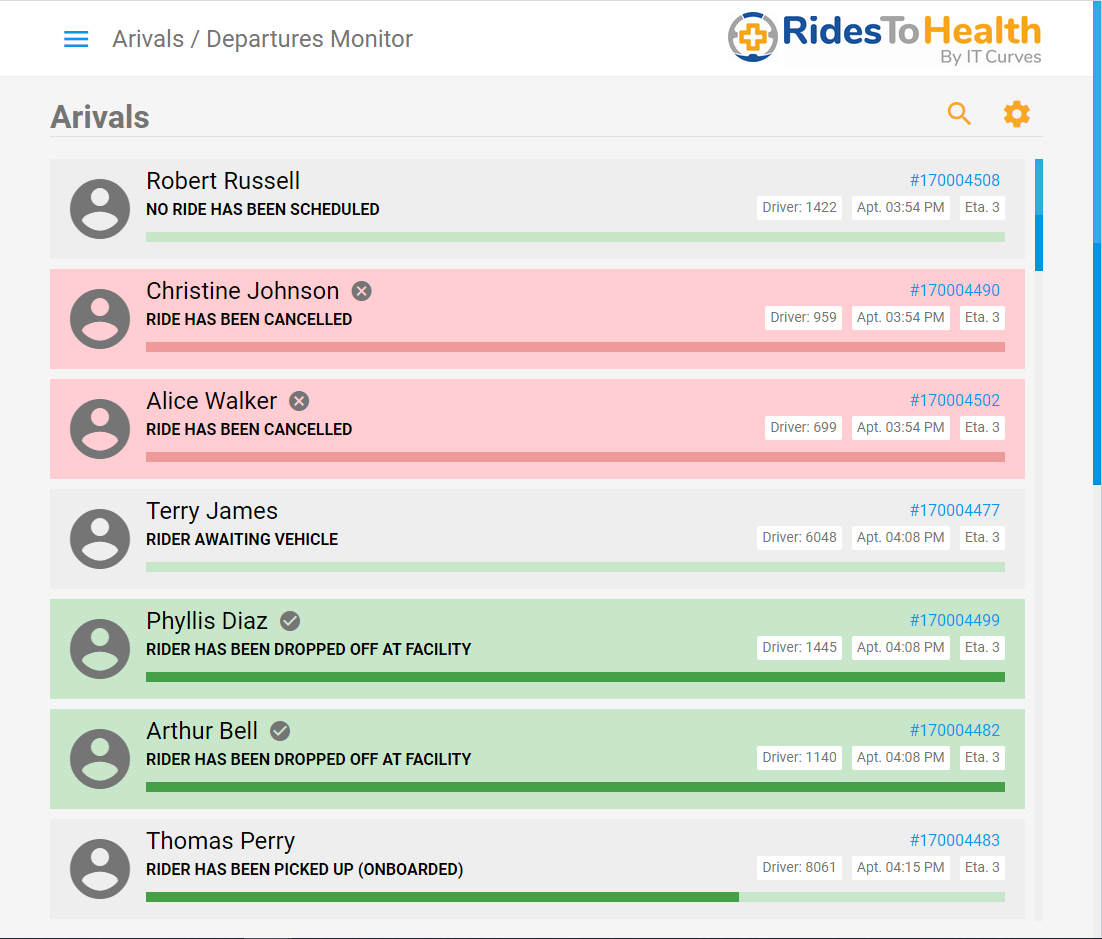 Arrivals / Departures Monitor
RidesToHealth
By IT Curves
Arivals
Robert Russell
#170004508
NO RIDE HAS BEEN SCHEDULED
Driver: 1422 Apt. 03:54 PM Eta. 3
Christine Johnson
#170004490
RIDE HAS BEEN CANCELLED
Driver: 959 Apt. 03:54 PM Eta. 3
Alice Walker
#170004502
RIDE HAS BEEN CANCELLED
Driver: 699 Apt. 03:54 PM Eta. 3
Terry James
#170004477
RIDER AWAITING VEHICLE
Driver: 6048 Apt. 04:08 PM Eta. 3
Phyllis Diaz
#170004499
RIDER HAS BEEN DROPPED OFF AT FACILITY
Driver: 1445 Apt. 04:08 PM Eta. 3
Arthur Bell
#170004482
RIDER HAS BEEN DROPPED OFF AT FACILITY
Driver: 1140 Apt. 04:08 PM Eta. 3
Thomas Perry
#170004483
RIDER HAS BEEN PICKED UP (ONBOARDED)
Driver: 8061 Apt. 04:15 PM Eta. 3